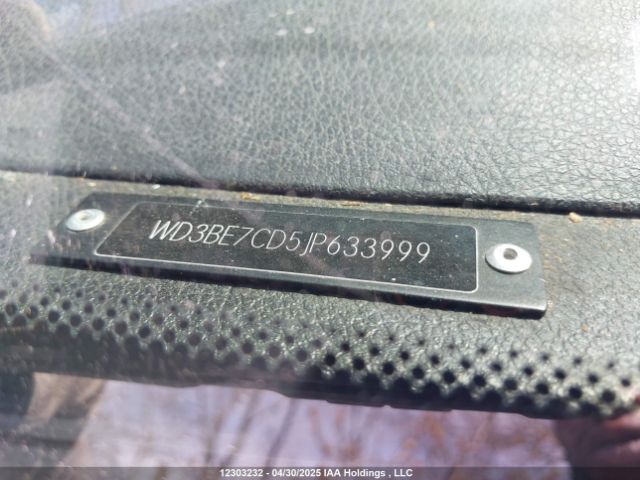 WD3BE7CD5JP633999
12303232 - 04/30/2025 IAA Holdings , LLC